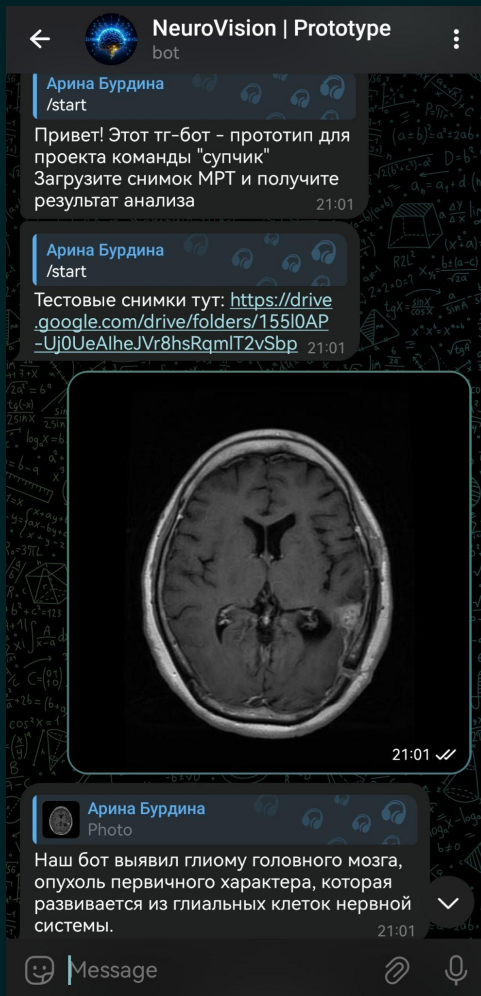 NeuroVision | Prototype
bot
Арина Бурдина
/start
Привет! Этот тг-бот - прототип для
проекта команды "супчик"
Загрузите снимок МРТ и получите
результат анализа
21:01
Арина Бурдина
/start
Тестовые снимки тут: https://drive
.google.com/drive/folders/155l0AP
-Uj0UeAlheJVr8hsRqmlT2vSbp 21:01
21:01
Арина Бурдина
Photo
Наш бот выявил глиому головного мозга,
опухоль первичного характера, которая
развивается из глиальных клеток нервной
системы.
21:01
Message